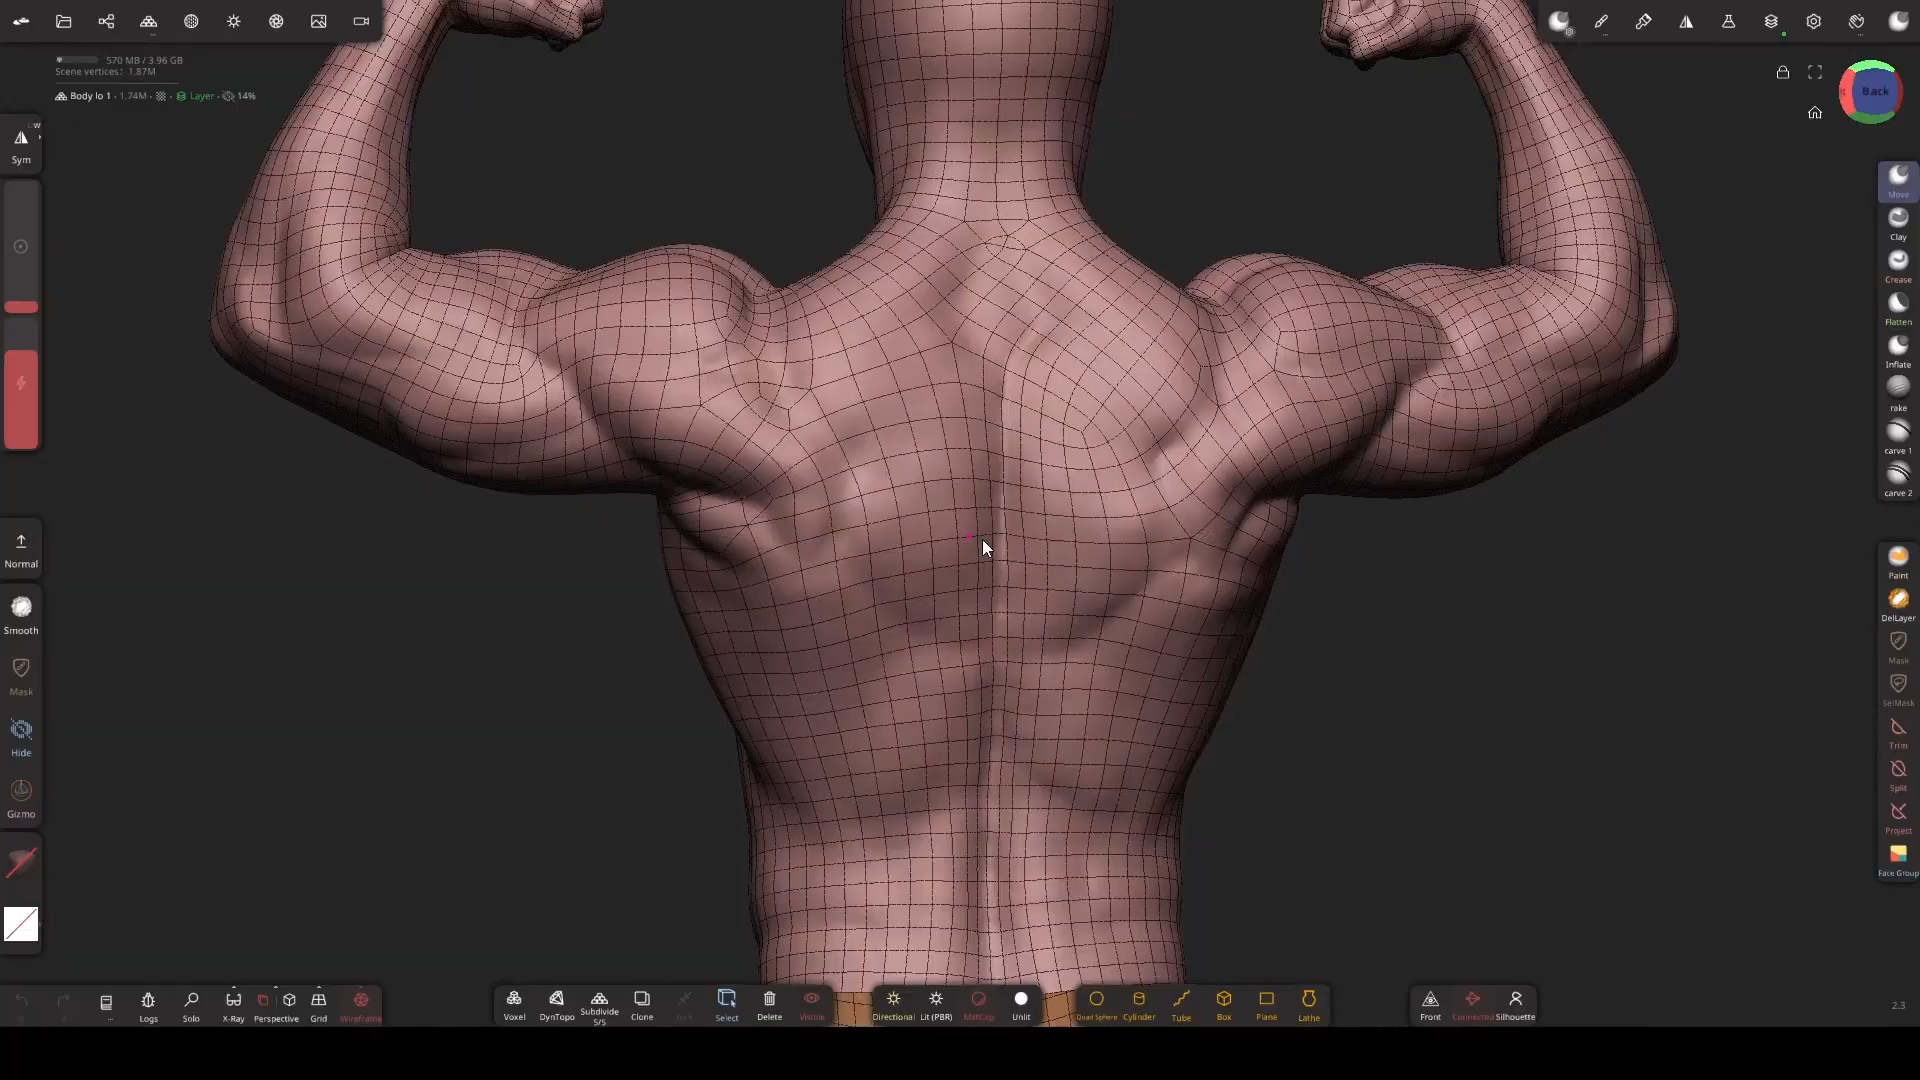 570 MB / 3.96 GB
Scene vertices: 1.87M
Body lo 1 · 1.74M · Layer · 14%
Back
Sym
Normal
Smooth
Mask
Hide
Gizmo
Move
Clay
Crease
Flatten
Inflate
rake
carve 1
carve 2
Paint
DelLayer
Mask
SelMask
Trim
Split
Project
Face Group
Logs
Solo
X-Ray
Perspective
Grid
Wireframe
Voxel
DynTopo
Subdivide
5/5
Clone
Select
Delete
Visible
Directional
Lit (PBR)
MatCap
Unlit
Quad Sphere
Cylinder
Tube
Box
Plane
Lathe
Front
Connected
Silhouette
2.3